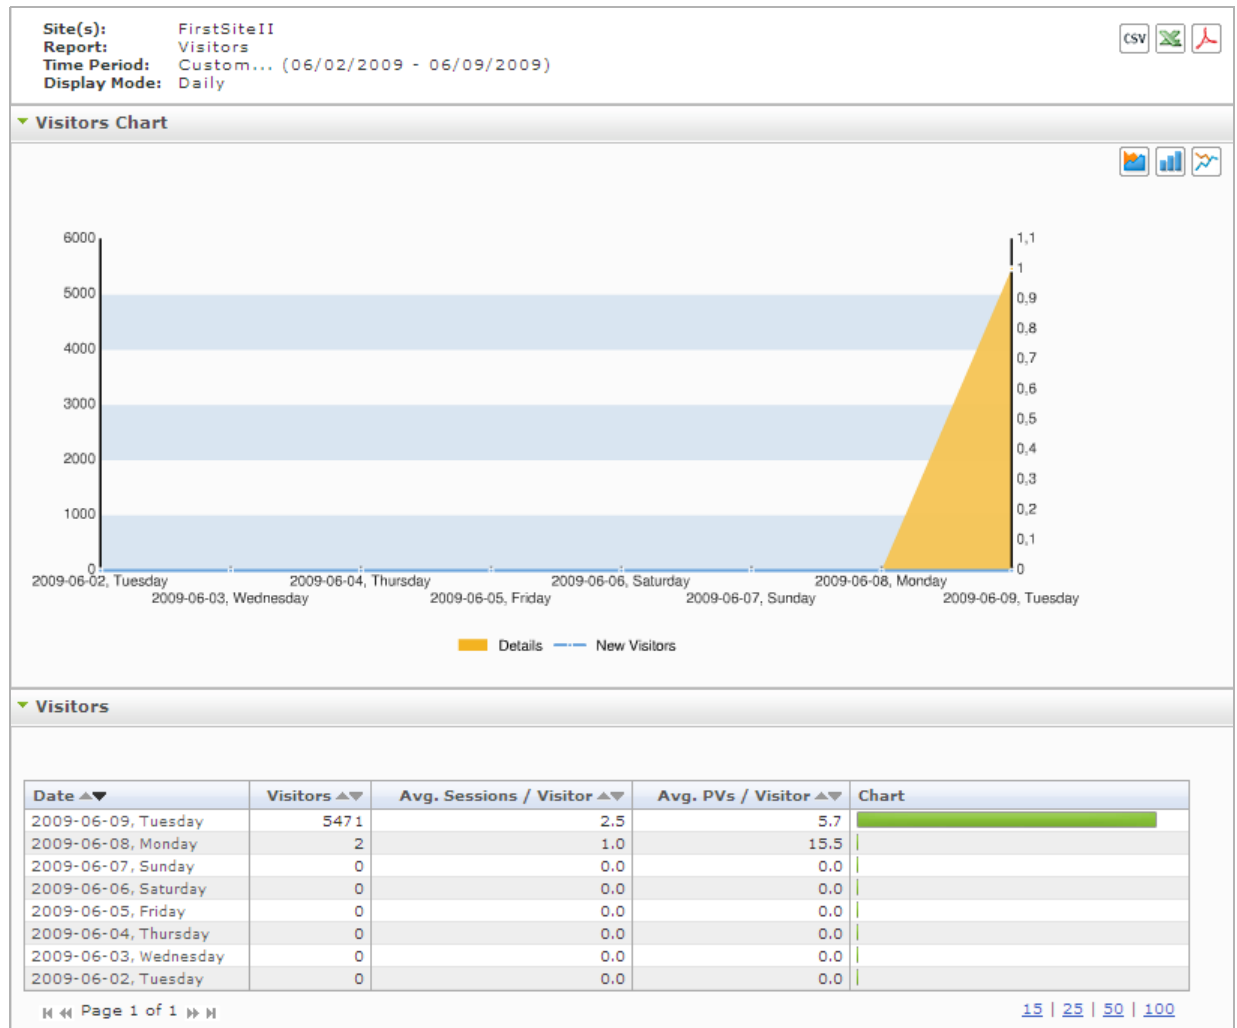 Site(s): FirstSiteII
Report: Visitors
Time Period: Custom... (06/02/2009 - 06/09/2009)
Display Mode: Daily
CSV
Visitors Chart
6000 1,1
1
5000 0,9
0,8
4000 0,7
0,6
3000 0,5
0,4
2000 0,3
0,2
1000 0,1
0 0
2009-06-02, Tuesday 2009-06-04, Thursday 2009-06-06, Saturday 2009-06-08, Monday
2009-06-03, Wednesday 2009-06-05, Friday 2009-06-07, Sunday 2009-06-09, Tuesday
Details New Visitors
Visitors
Date Visitors Avg. Sessions / Visitor Avg. PVs / Visitor Chart
2009-06-09, Tuesday 5471 2.5 5.7
2009-06-08, Monday 2 1.0 15.5
2009-06-07, Sunday 0 0.0 0.0
2009-06-06, Saturday 0 0.0 0.0
2009-06-05, Friday 0 0.0 0.0
2009-06-04, Thursday 0 0.0 0.0
2009-06-03, Wednesday 0 0.0 0.0
2009-06-02, Tuesday 0 0.0 0.0
Page 1 of 1 15 | 25 | 50 | 100